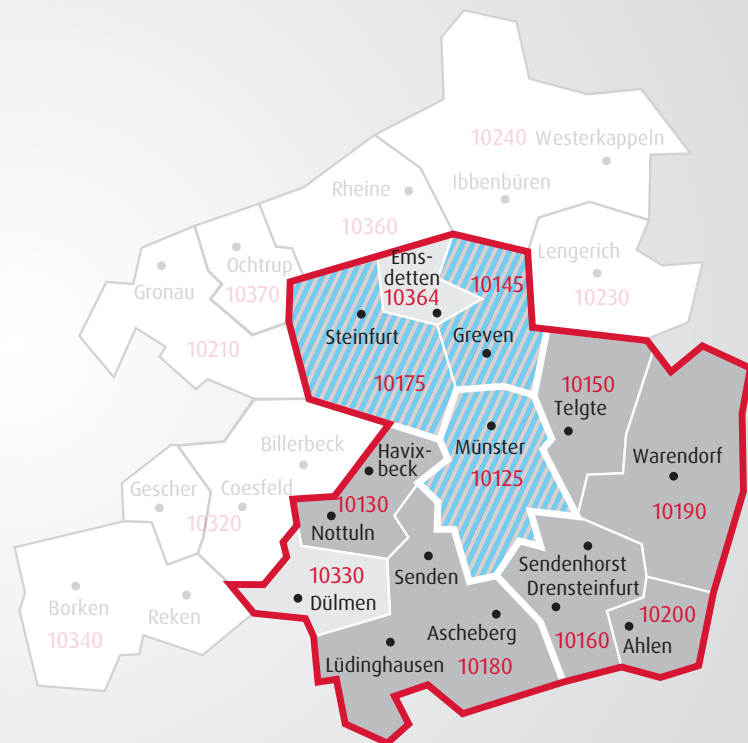 10240 Westerkappeln
Ibbenbüren
Rheine
10360
Lengerich
10230
Ochtrup
10370
Gronau
10210
Ems-
detten
10364
10145
Steinfurt
Greven
10175
10150
Telgte
Billerbeck
Havix-
beck
Münster
10125
Warendorf
10190
Gescher
Coesfeld
10320
10130
Nottuln
10330
Dülmen
Senden
Sendenhorst
Drensteinfurt
Borken
10340
Reken
Ascheberg
Lüdinghausen
10180
10160
10200
Ahlen